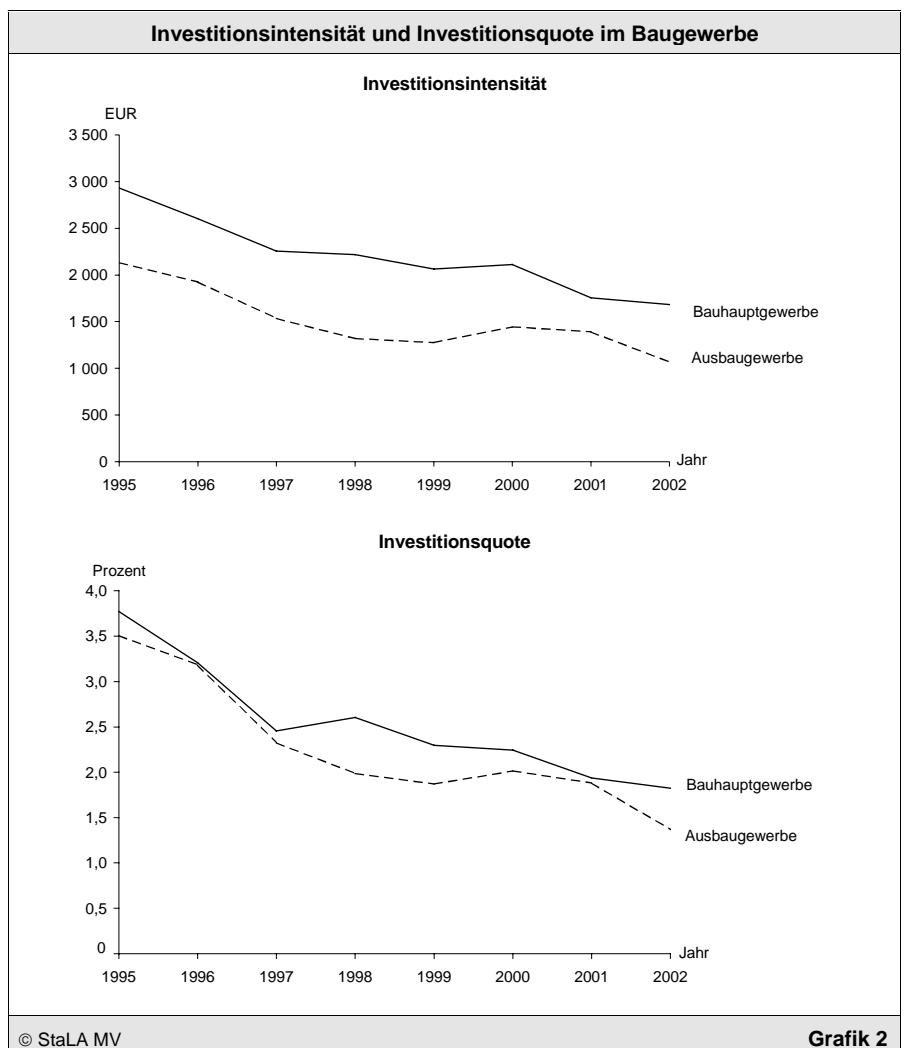 Investitionsintensität und Investitionsquote im Baugewerbe
Investitionsintensität
EUR
3 500
3 000
2 500
2 000
1 500
1 000
500
0
Bauhauptgewerbe
Ausbaugewerbe
Jahr
1995 1996 1997 1998 1999 2000 2001 2002
Investitionsquote
Prozent
4,0
3,5
3,0
2,5
2,0
1,5
1,0
0,5
0
Bauhauptgewerbe
Ausbaugewerbe
Jahr
1995 1996 1997 1998 1999 2000 2001 2002
© StaLA MV Grafik 2